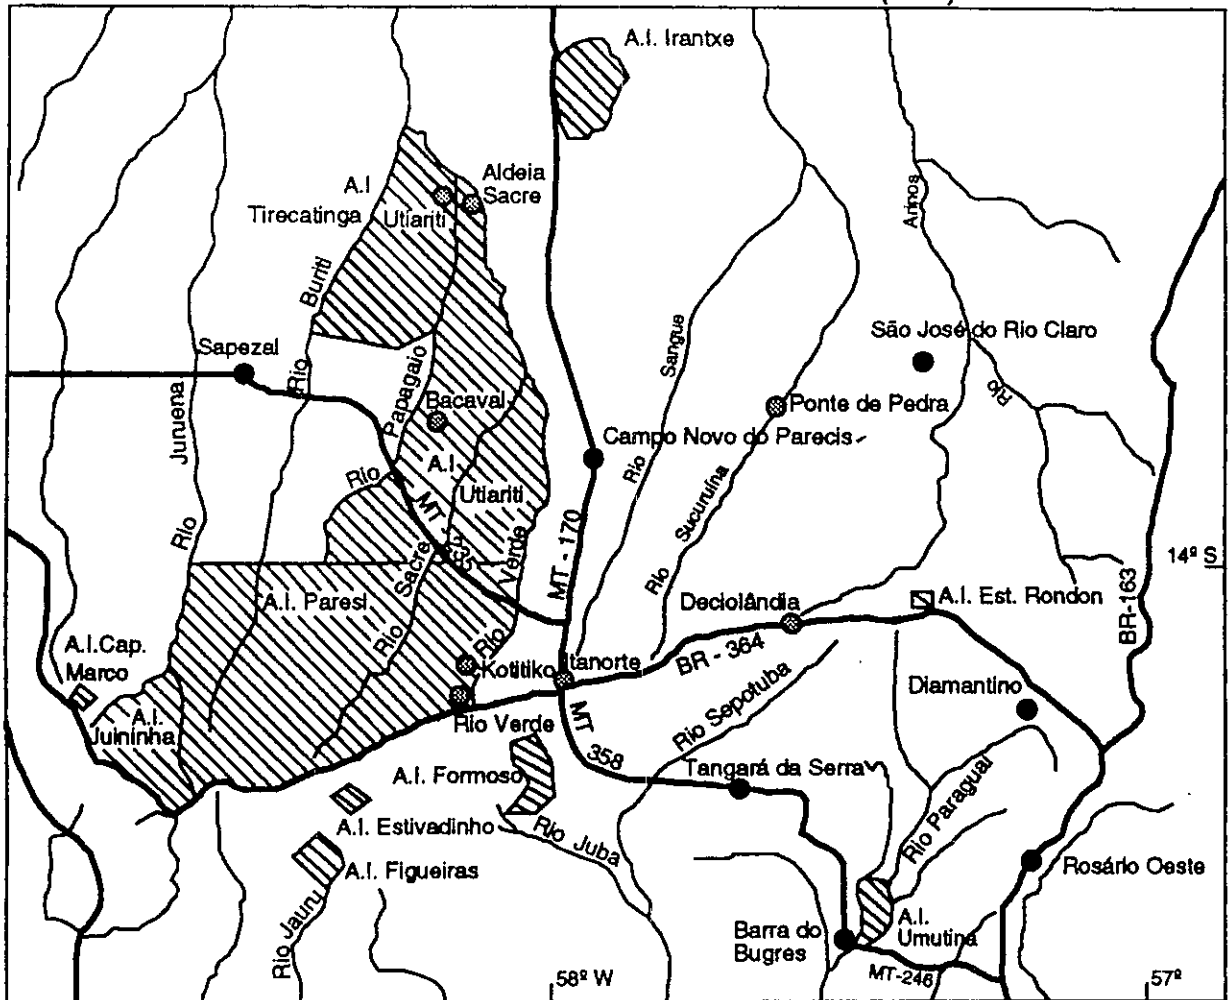 A.I. Irantxe
Aldeia
Sacre
A.I
Tirecatinga
Utiariti
Arinos
Buriti
Rio
Sapezal
São José do Rio Claro
Sangue
Papagaio
Bacaval
Juruena
Rio
Ponte de Pedra
Campo Novo do Parecis
Rio
Rio
A.I.
Utiariti
Sucuruína
Rio
MT
235
MT - 170
Verde
Rio
Sacre
Rio
Rio
14º S
A.I. Paresi
Deciolândia
A.I. Est. Rondon
BR-163
A.I.Cap.
Marco
Kotitiko
Itanorte
BR - 364
Diamantino
A.I.
Juininha
Rio Verde
MT
358
Rio Sepotuba
A.I. Formoso
Tangará da Serra
Rio Paraguai
A.I. Estivadinho
Rio Juba
A.I. Figueiras
Rosário Oeste
Rio Jauru
Barra do
Bugres
A.I.
Umutina
MT-246
58º W
57º